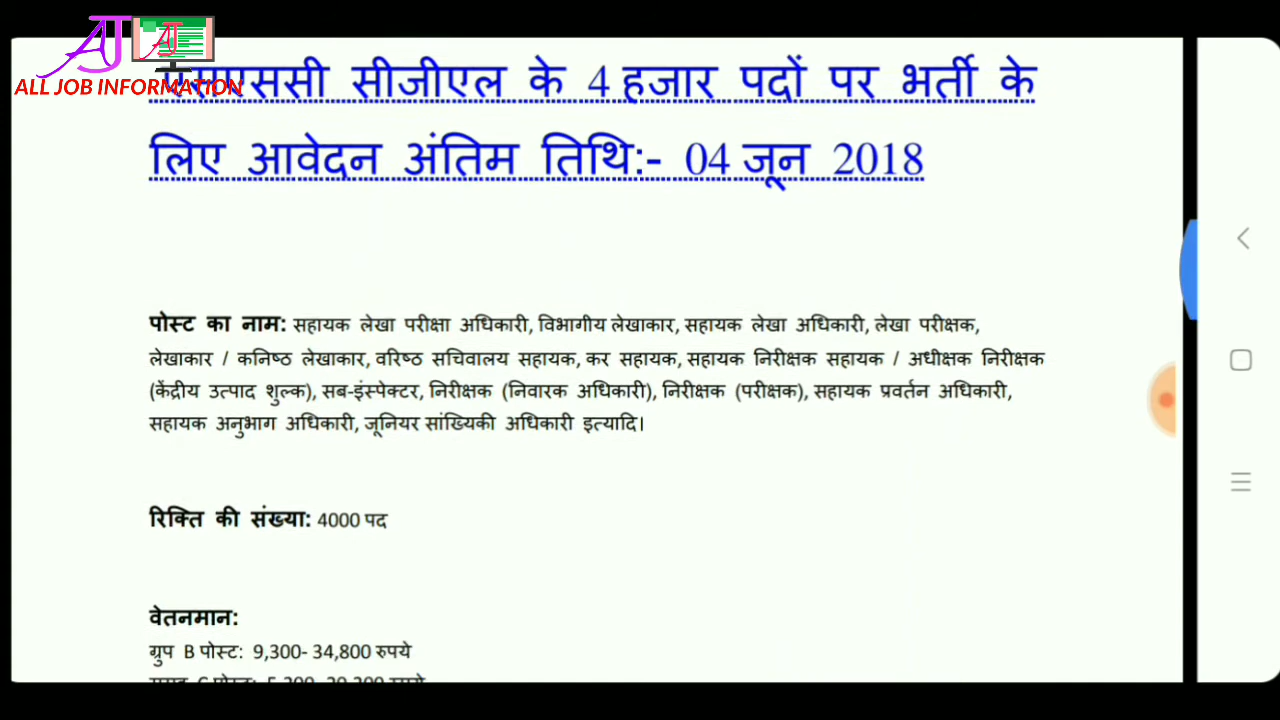 AJ
AJ
ALL JOB INFORMATION
सीजीएल के 4 हजार पदों पर भर्ती के
लिए आवेदन अंतिम तिथि:- 04 जून 2018
पोस्ट का नाम: सहायक लेखा परीक्षा अधिकारी, विभागीय लेखाकार, सहायक लेखा अधिकारी, लेखा परीक्षक,
लेखाकार / कनिष्ठ लेखाकार, वरिष्ठ सचिवालय सहायक, कर सहायक, सहायक निरीक्षक सहायक / अधीक्षक निरीक्षक
(केंद्रीय उत्पाद शुल्क), सब-इंस्पेक्टर, निरीक्षक (निवारक अधिकारी), निरीक्षक (परीक्षक), सहायक प्रवर्तन अधिकारी,
सहायक अनुभाग अधिकारी, जूनियर सांख्यिकी अधिकारी इत्यादि।
रिक्ति की संख्या: 4000 पद
वेतनमान:
ग्रुप B पोस्ट: 9,300- 34,800 रुपये